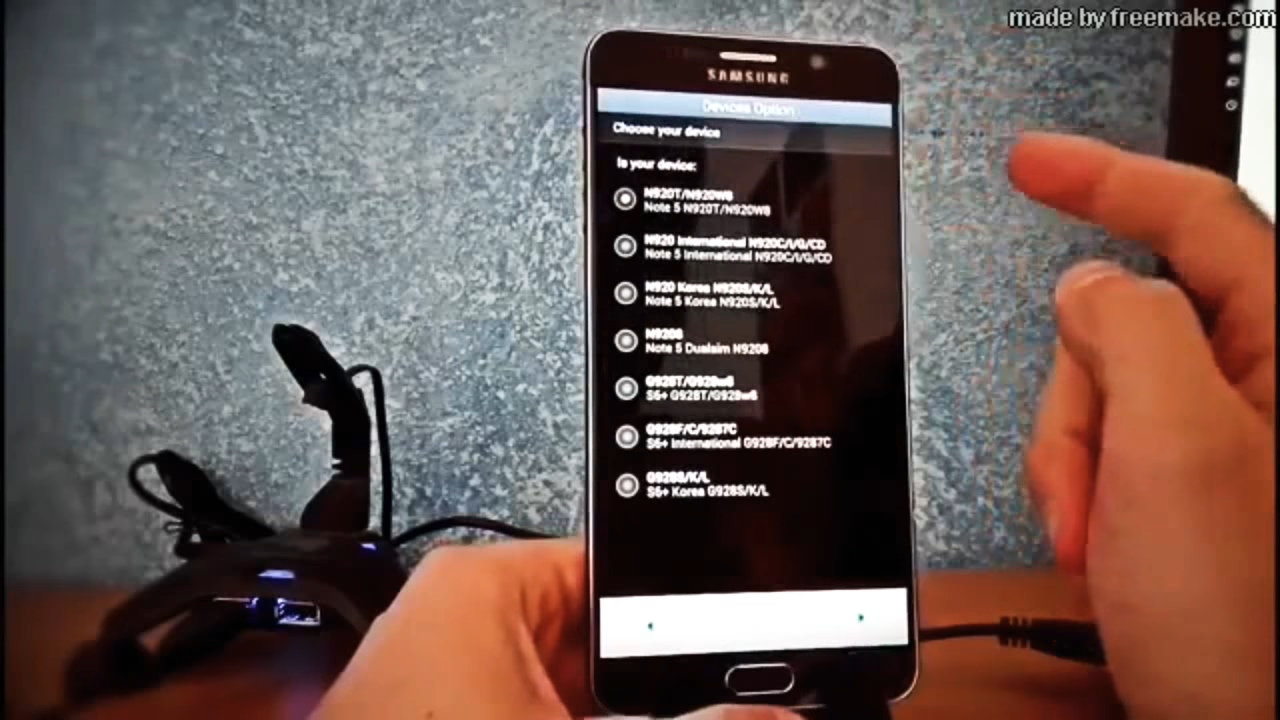 made by freemake.com
SAMSUNG
Devices Option
Choose your device
Is your device:
N920T/N920W8
Note 5 N920T/N920W8
N920 International N920C/I/G/CD
Note 5 International N920C/I/G/CD
N920 Korea N920S/K/L
Note 5 Korea N920S/K/L
N9208
Note 5 Dualsim N9208
G928T/G928w8
S6+ G928T/G928w8
G928F/C/9287C
S6+ International G928F/C/9287C
G928S/K/L
S6+ Korea G928S/K/L